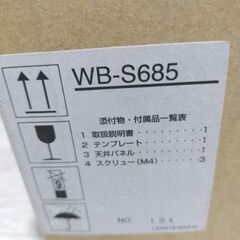 WB-S685
添付物・付属品一覧表
1 取扱説明書 ----------1
2 テンプレート --------1
3 天井パネル ----------1
4 スクリュー(M4) ------3
NO. 13A